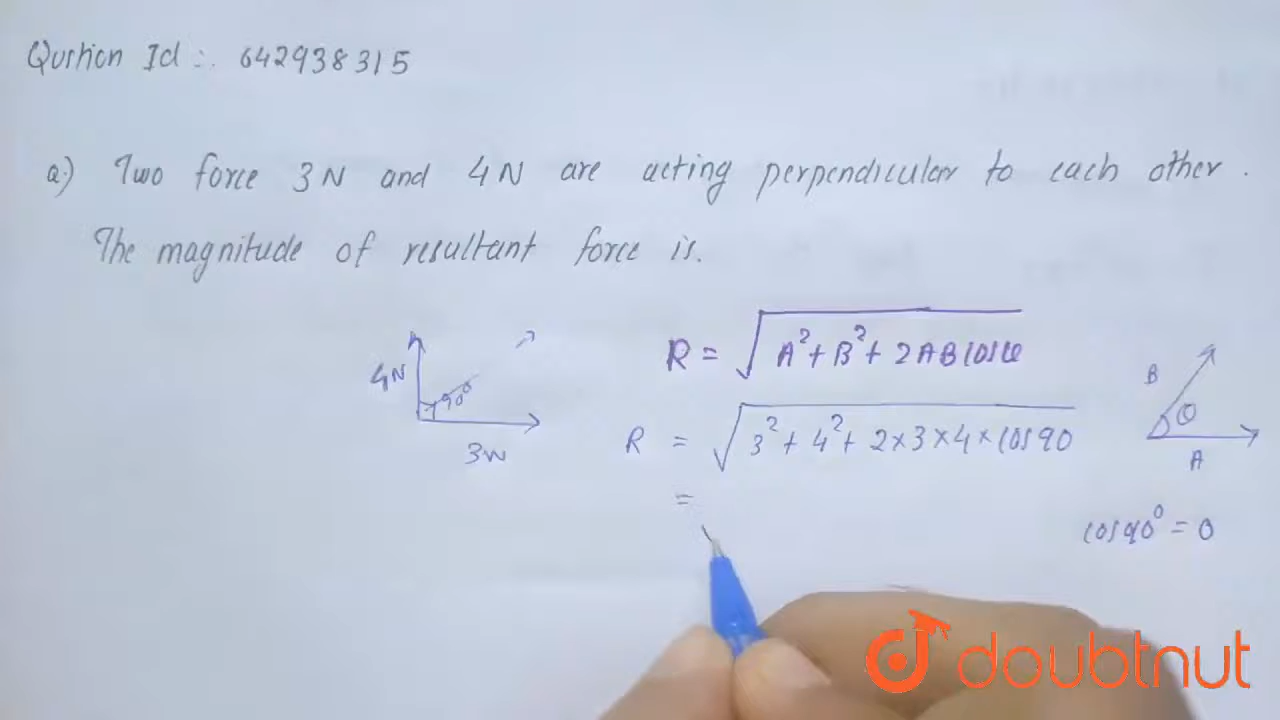 Qustion Id :- 642938315
Q.) Two force 3N and 4N are acting perpendicular to each other.
The magnitude of resultant force is.
4N
90°
3N
R = √A²+B²+2ABcosθ
R = √3²+4²+2×3×4×cos90
=
B
θ
A
cos90° = 0
doubtnut